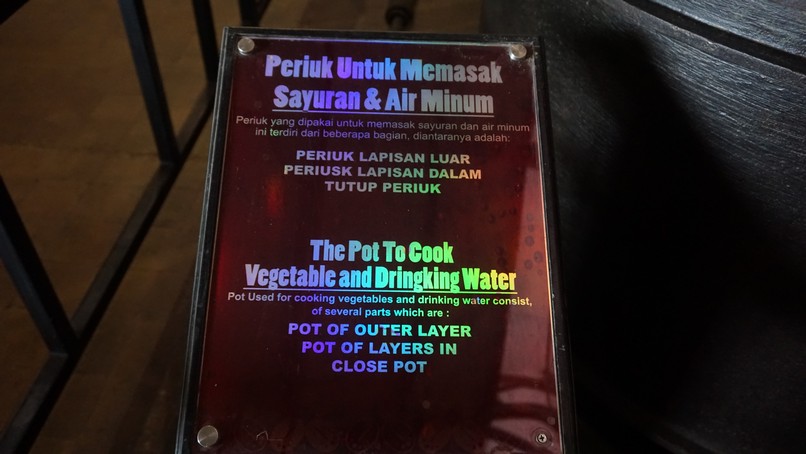 Periuk Untuk Memasak
Sayuran & Air Minum
Periuk yang dipakai untuk memasak sayuran dan air minum
ini terdiri dari beberapa bagian, diantaranya adalah:
PERIUK LAPISAN LUAR
PERIUSK LAPISAN DALAM
TUTUP PERIUK
The Pot To Cook
Vegetable and Dringking Water
Pot Used for cooking vegetables and drinking water consist,
of several parts which are :
POT OF OUTER LAYER
POT OF LAYERS IN
CLOSE POT